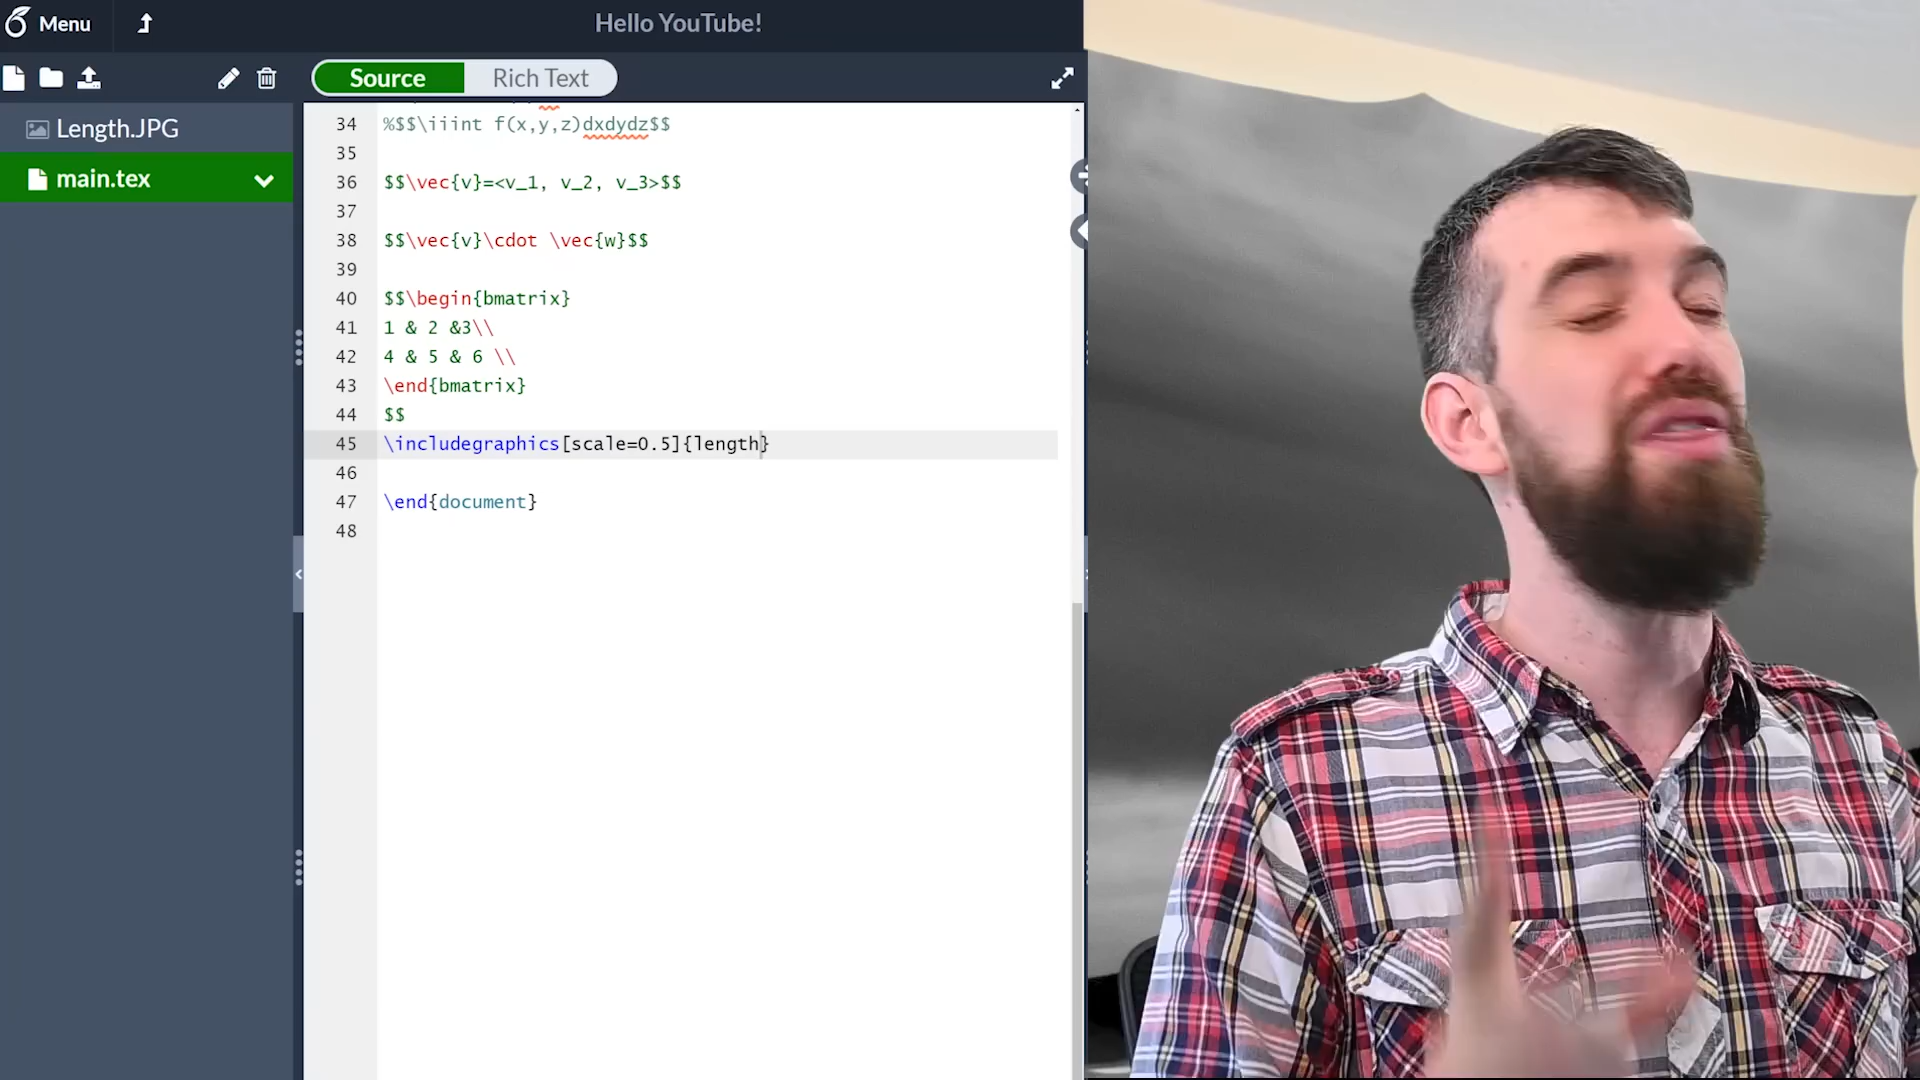 Menu
Hello YouTube!
Source Rich Text
Length.JPG
main.tex
34 %$$\iiint f(x,y,z)dxdydz$$
35
36 $$\vec{v}=<v_1, v_2, v_3>$$
37
38 $$\vec{v}\cdot \vec{w}$$
39
40 $$\begin{bmatrix}
41 1 & 2 &3\\
42 4 & 5 & 6 \\
43 \end{bmatrix}
44 $$
45 \includegraphics[scale=0.5]{length}
46
47 \end{document}
48